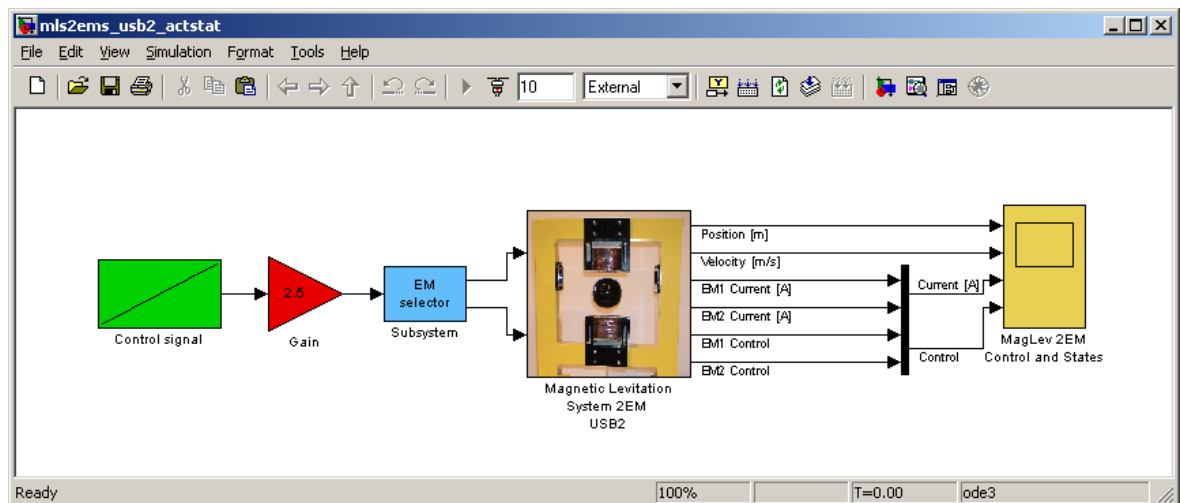 mls2ems_usb2_actstat
File Edit View Simulation Format Tools Help
10 External
Position [m]
Velocity [m/s]
EM1 Current [A]
EM2 Current [A]
EM1 Control
EM2 Control
Current [A]
Control
2.5
EM
selector
Control signal
Gain
Subsystem
Magnetic Levitation
System 2EM
USB2
MagLev 2EM
Control and States
Ready 100% T=0.00 ode3